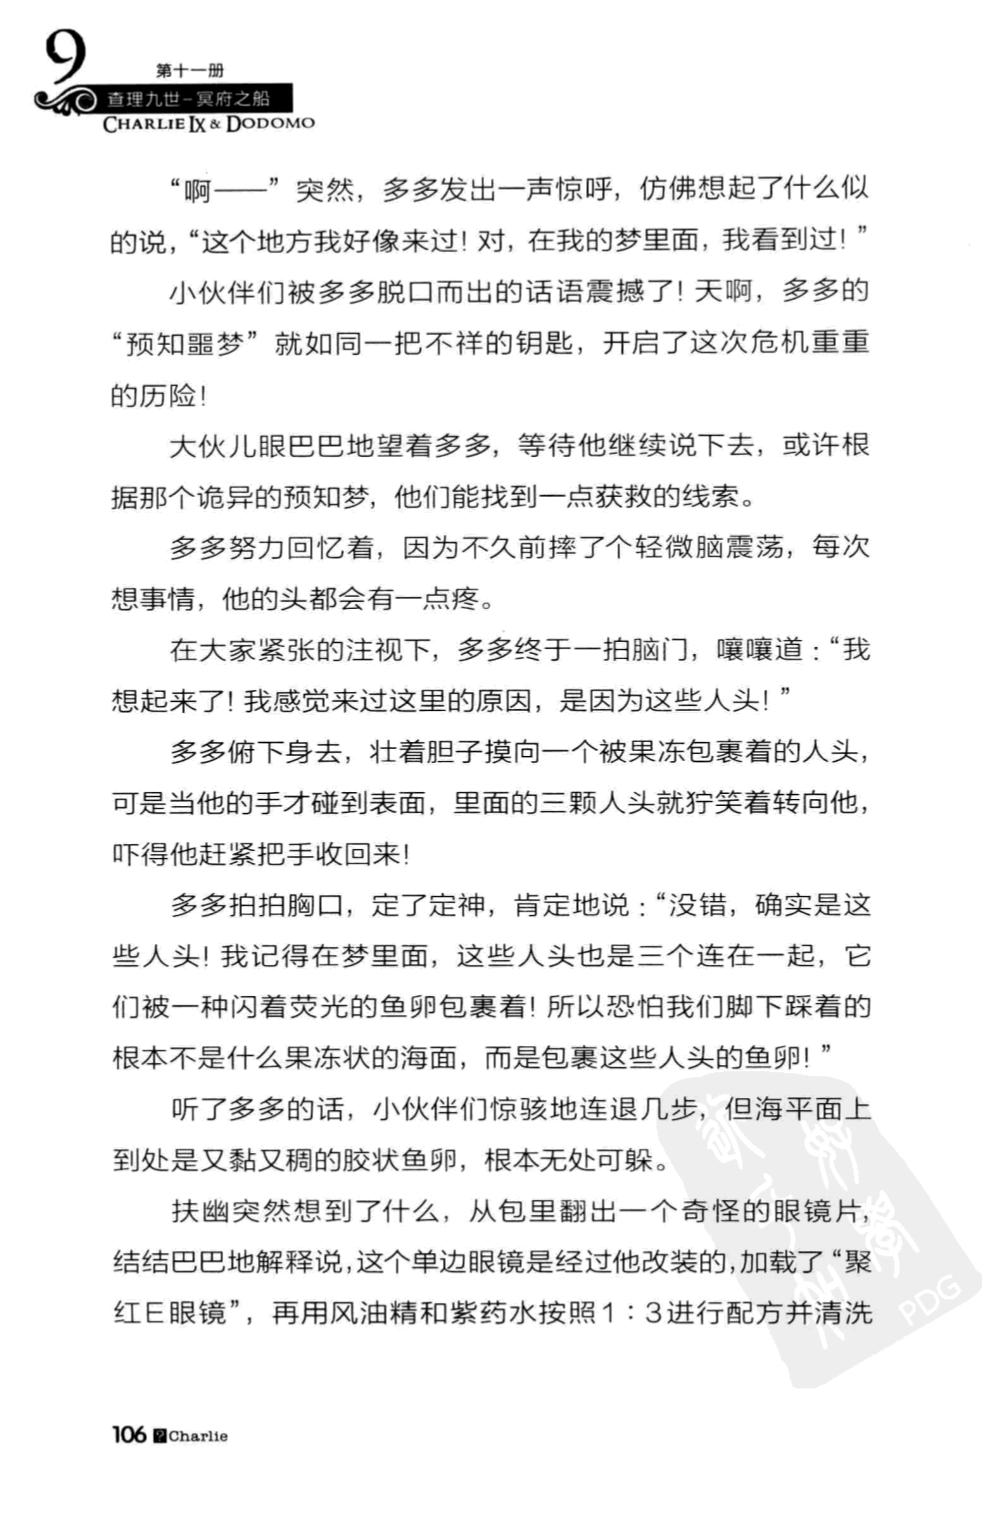 9
第十一册
查理九世-冥府之船
CHARLIE IX & DODOMO
“啊——”突然，多多发出一声惊呼，仿佛想起了什么似
的说，“这个地方我好像来过！对，在我的梦里面，我看到过！”
小伙伴们被多多脱口而出的话语震撼了！天啊，多多的
“预知噩梦”就如同一把不祥的钥匙，开启了这次危机重重
的历险！
大伙儿眼巴巴地望着多多，等待他继续说下去，或许根
据那个诡异的预知梦，他们能找到一点获救的线索。
多多努力回忆着，因为不久前摔了个轻微脑震荡，每次
想事情，他的头都会有一点疼。
在大家紧张的注视下，多多终于一拍脑门，嚷嚷道：“我
想起来了！我感觉来过这里的原因，是因为这些人头！”
多多俯下身去，壮着胆子摸向一个被果冻包裹着的人头，
可是当他的手才碰到表面，里面的三颗人头就狞笑着转向他，
吓得他赶紧把手收回来！
多多拍拍胸口，定了定神，肯定地说：“没错，确实是这
些人头！我记得在梦里面，这些人头也是三个连在一起，它
们被一种闪着荧光的鱼卵包裹着！所以恐怕我们脚下踩着的
根本不是什么果冻状的海面，而是包裹这些人头的鱼卵！”
听了多多的话，小伙伴们惊骇地连退几步，但海平面上
到处是又黏又稠的胶状鱼卵，根本无处可躲。
扶幽突然想到了什么，从包里翻出一个奇怪的眼镜片，
结结巴巴地解释说，这个单边眼镜是经过他改装的，加载了“聚
红E眼镜”，再用风油精和紫药水按照1：3进行配方并清洗
PDG
106 ?Charlie